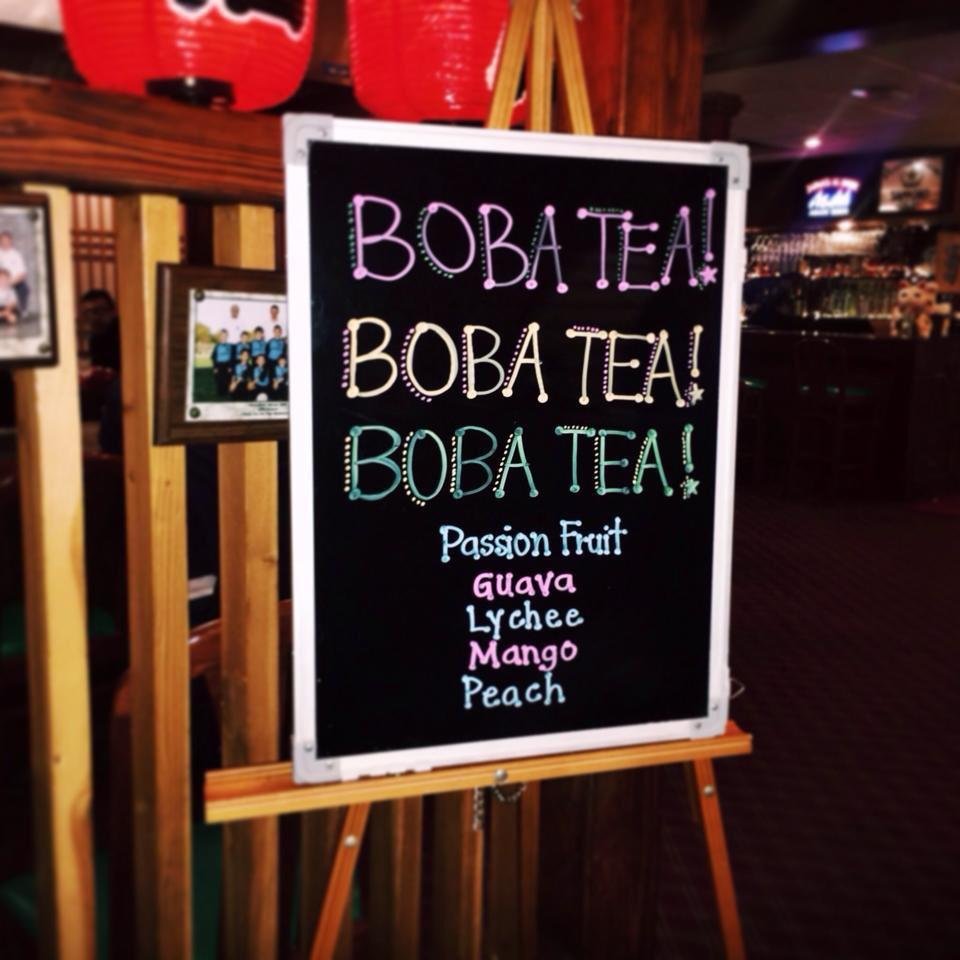 BOBA TEA!
BOBA TEA!
BOBA TEA!
Passion Fruit
Guava
Lychee
Mango
Peach